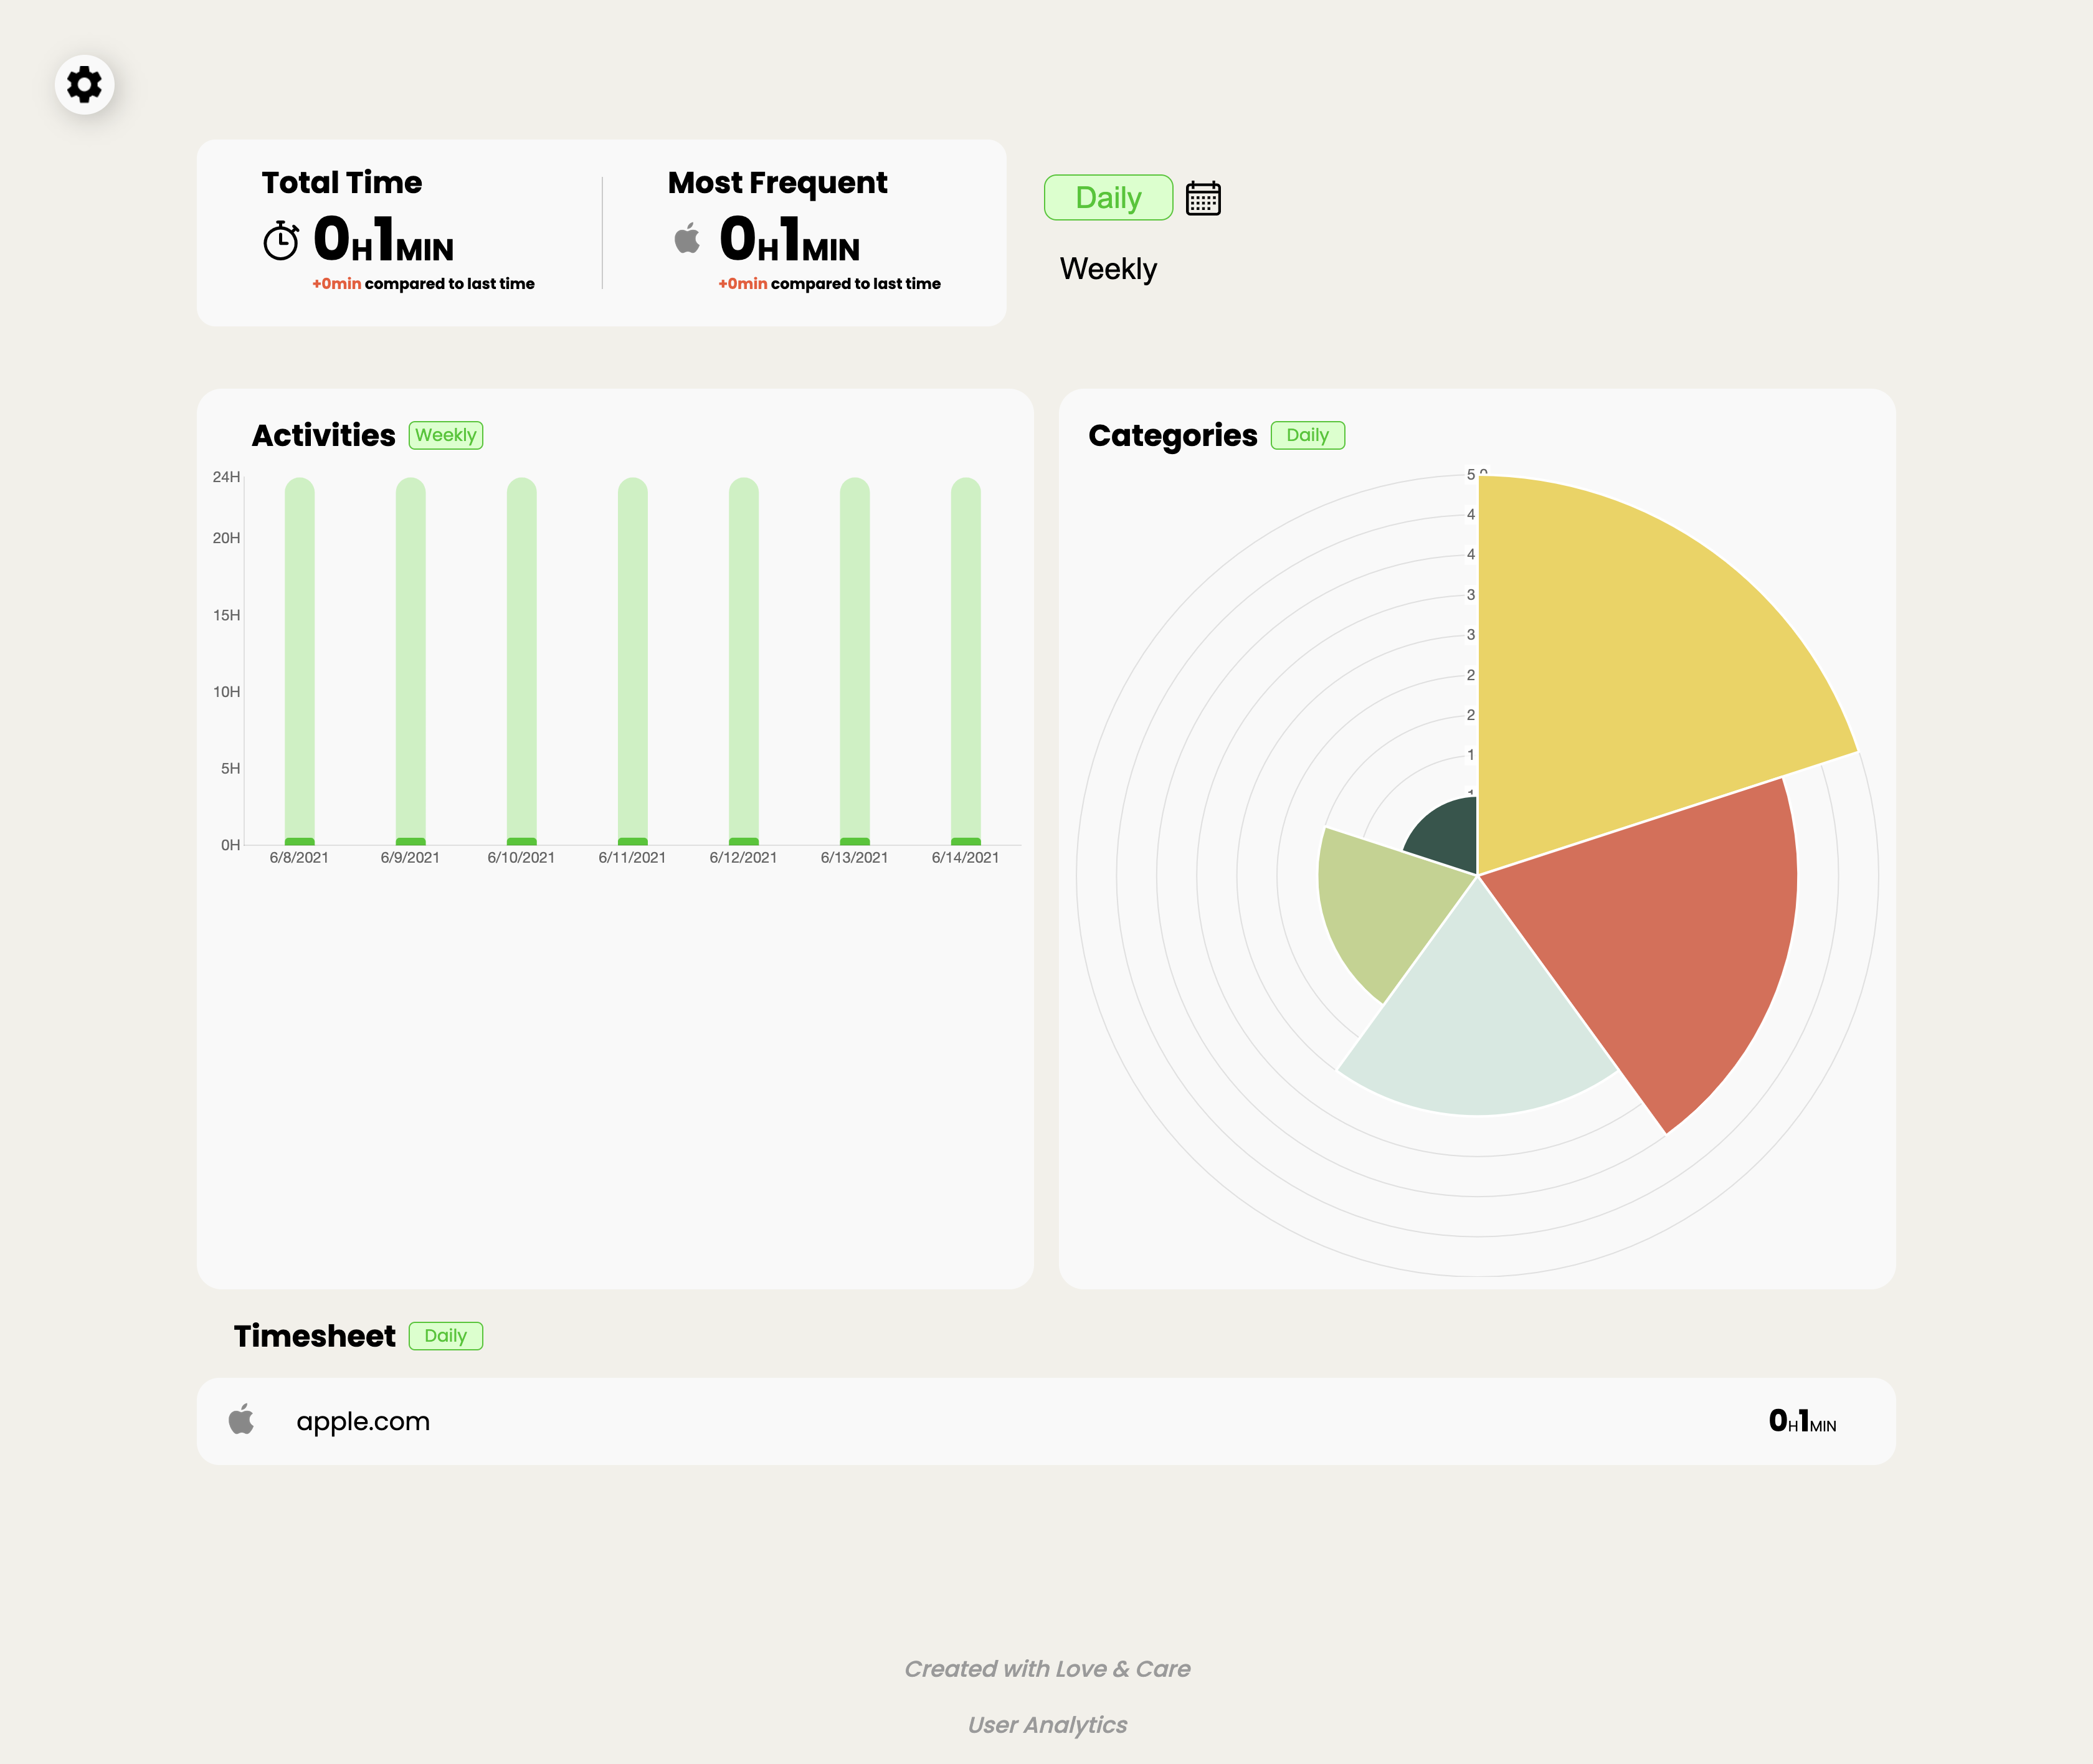 Total Time
0H1MIN
+0min compared to last time
Most Frequent
0H1MIN
+0min compared to last time
Daily
Weekly
Activities
Weekly
24H
20H
15H
10H
5H
0H
6/8/2021
6/9/2021
6/10/2021
6/11/2021
6/12/2021
6/13/2021
6/14/2021
Categories
Daily
4
4
3
3
2
2
1
Timesheet
Daily
apple.com
0H1MIN
Created with Love & Care
User Analytics